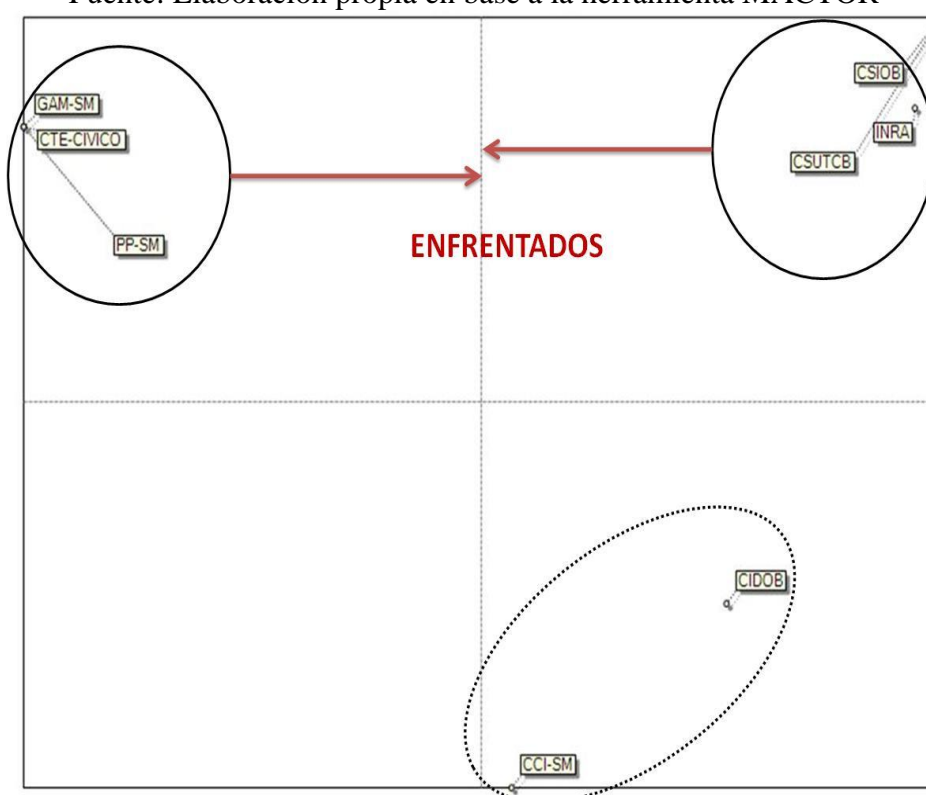 Fuente: Elaboración propia en base a la herramienta MACTOR
GAM-SM
CTE-CIVICO
PP-SM
CSIOB
INRA
CSUTCB
ENFRENTADOS
CIDOB
CCI-SM